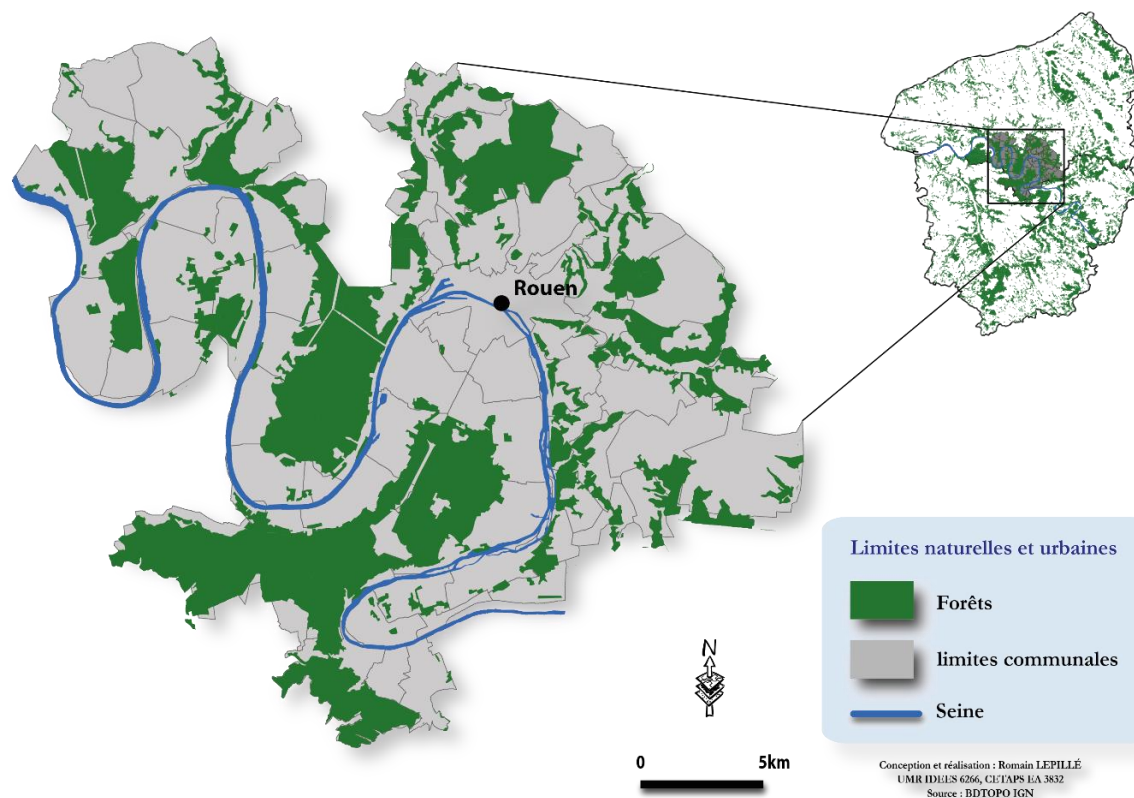 Rouen
N
0 5km
Limites naturelles et urbaines
Forêts
limites communales
Seine
Conception et réalisation : Romain LEPILLÉ
UMR IDEES 6266, CETAPS EA 3832
Source : BDTOPO IGN